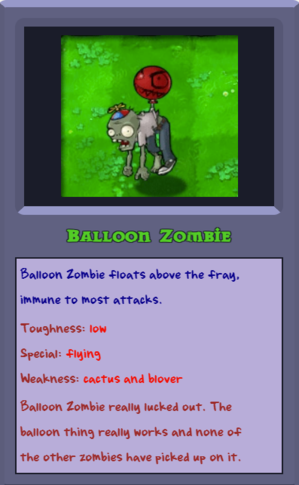 Balloon Zombie
Balloon Zombie floats above the fray,
immune to most attacks.
Toughness: low
Special: flying
Weakness: cactus and blover
Balloon Zombie really lucked out. The
balloon thing really works and none of
the other zombies have picked up on it.